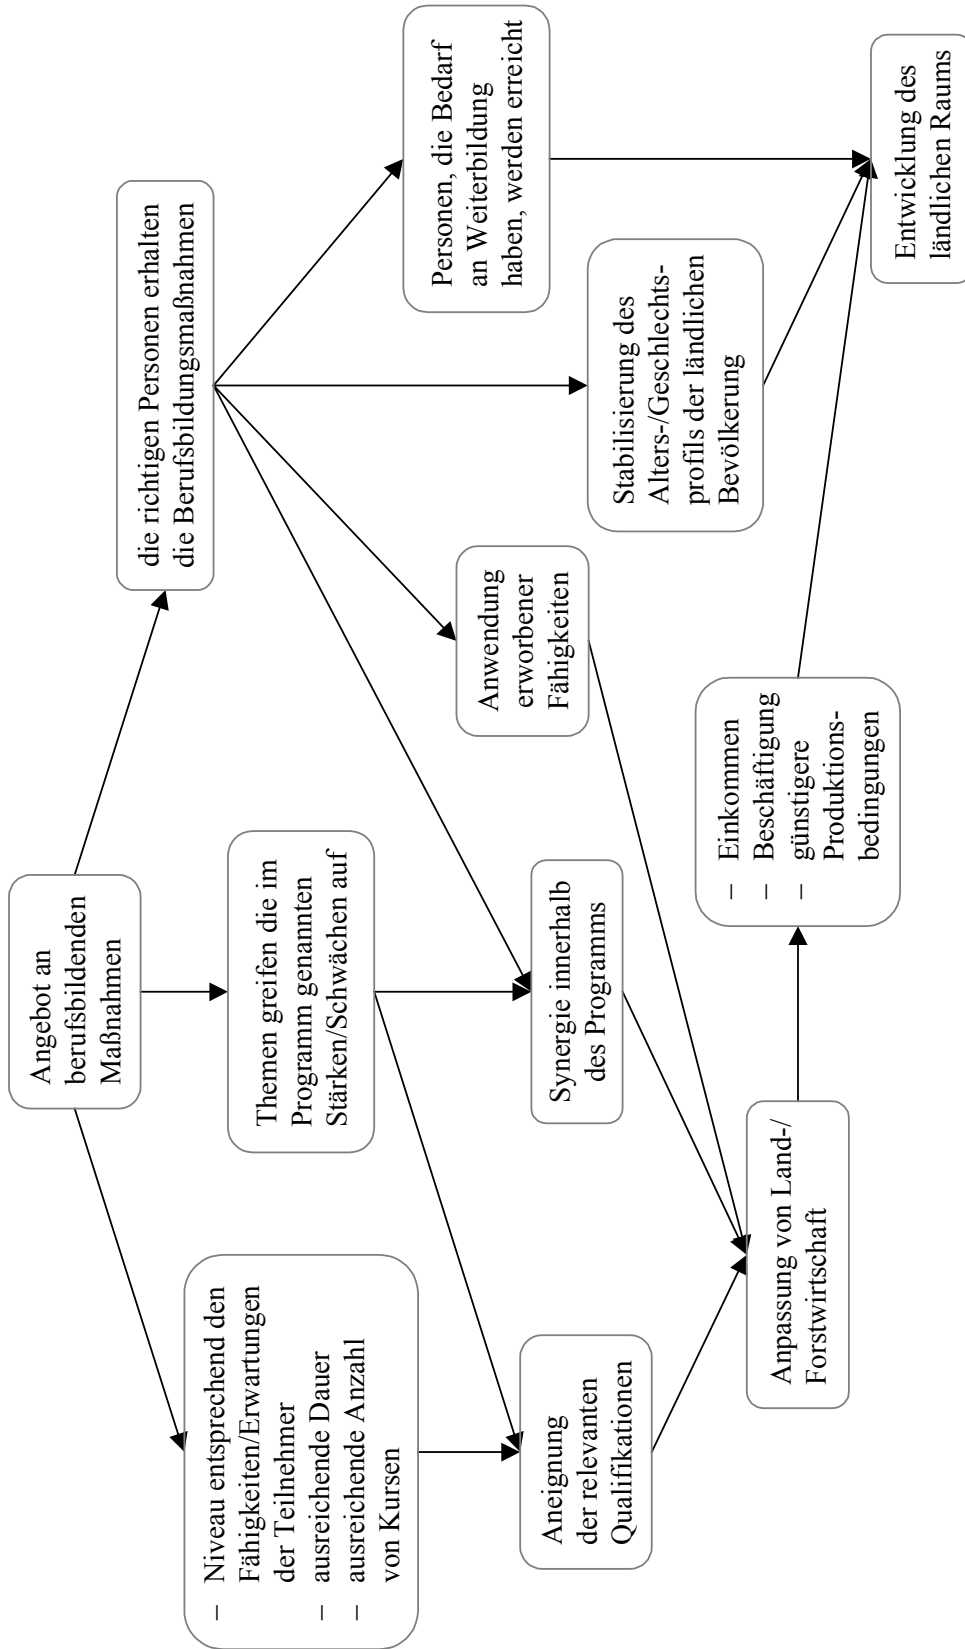 Angebot an
berufsbildenden
Maßnahmen
– Niveau entsprechend den
Fähigkeiten/Erwartungen
der Teilnehmer
– ausreichende Dauer
– ausreichende Anzahl
von Kursen
Themen greifen die im
Programm genannten
Stärken/Schwächen auf
die richtigen Personen erhalten
die Berufsbildungsmaßnahmen
Aneignung
der relevanten
Qualifikationen
Synergie innerhalb
des Programms
Anwendung
erworbener
Fähigkeiten
Stabilisierung des
Alters-/Geschlechts-
profils der ländlichen
Bevölkerung
Personen, die Bedarf
an Weiterbildung
haben, werden erreicht
Anpassung von Land-/
Forstwirtschaft
– Einkommen
– Beschäftigung
– günstigere
Produktions-
bedingungen
Entwicklung des
ländlichen Raums